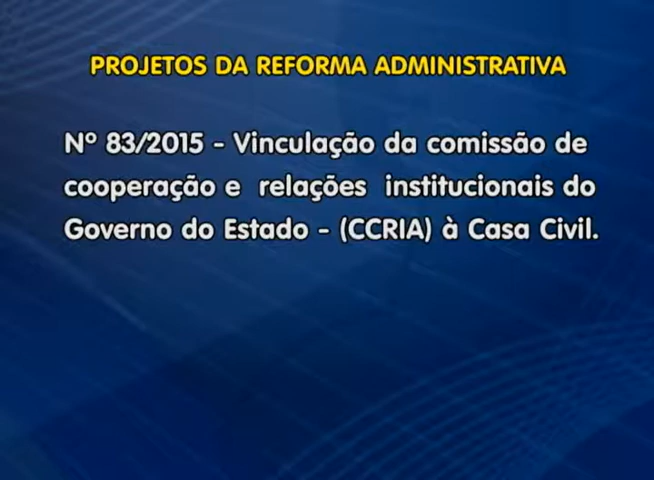 PROJETOS DA REFORMA ADMINISTRATIVA
Nº 83/2015 - Vinculação da comissão de
cooperação e relações institucionais do
Governo do Estado - (CCRIA) à Casa Civil.